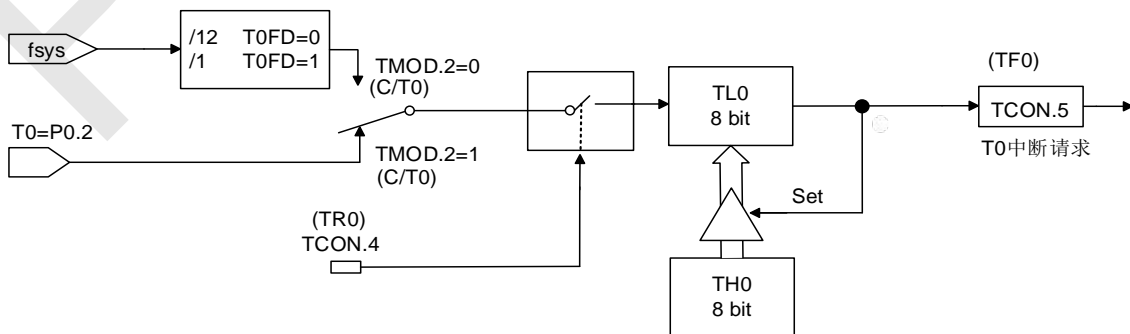 fsys
/12 T0FD=0
/1 T0FD=1
TMOD.2=0
(C/T0)
T0=P0.2
TMOD.2=1
(C/T0)
(TR0)
TCON.4
TL0
8 bit
Set
TH0
8 bit
(TF0)
TCON.5
T0中断请求